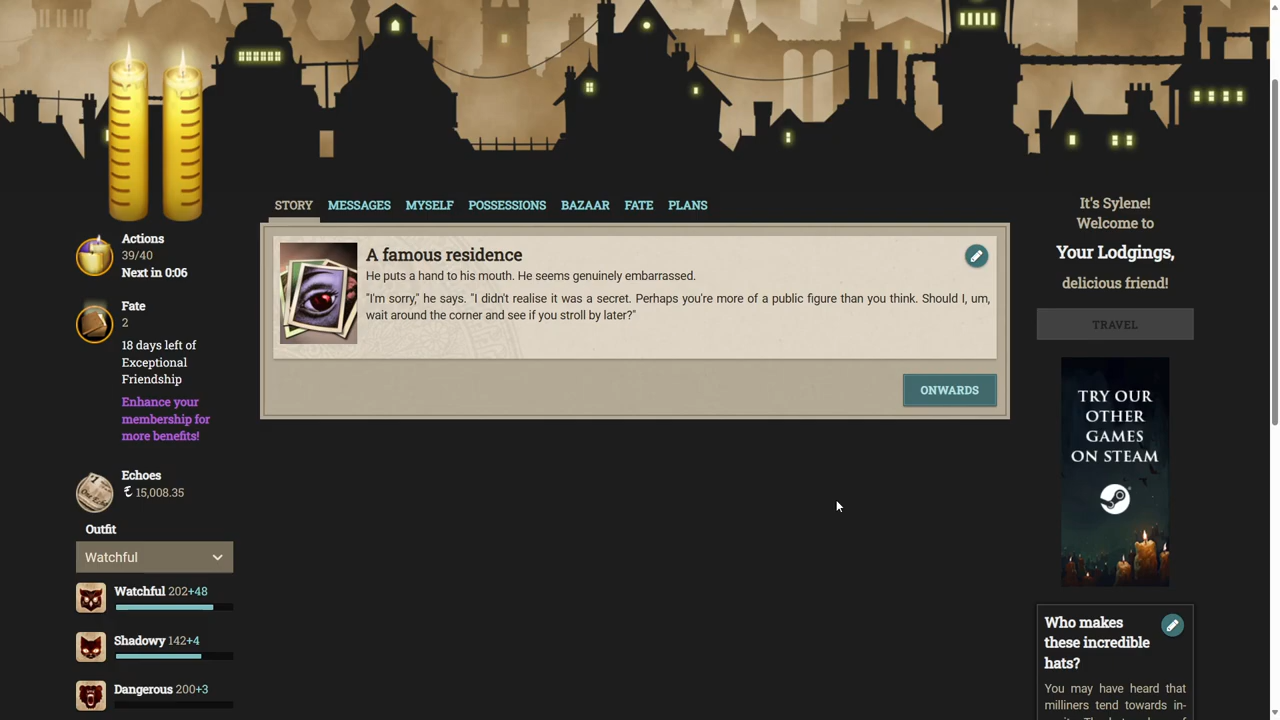 STORY MESSAGES MYSELF POSSESSIONS BAZAAR FATE PLANS
Actions
39/40
Next in 0:06
Fate
2
18 days left of
Exceptional
Friendship
Enhance your
membership for
more benefits!
Echoes
15,008.35
Outfit
Watchful
Watchful 202+48
Shadowy 142+4
Dangerous 200+3
A famous residence
He puts a hand to his mouth. He seems genuinely embarrassed.
"I'm sorry," he says. "I didn't realise it was a secret. Perhaps you're more of a public figure than you think. Should I, um,
wait around the corner and see if you stroll by later?"
ONWARDS
It's Sylene!
Welcome to
Your Lodgings,
delicious friend!
TRAVEL
TRY OUR
OTHER
GAMES
ON STEAM
Who makes
these incredible
hats?
You may have heard that
milliners tend towards in-